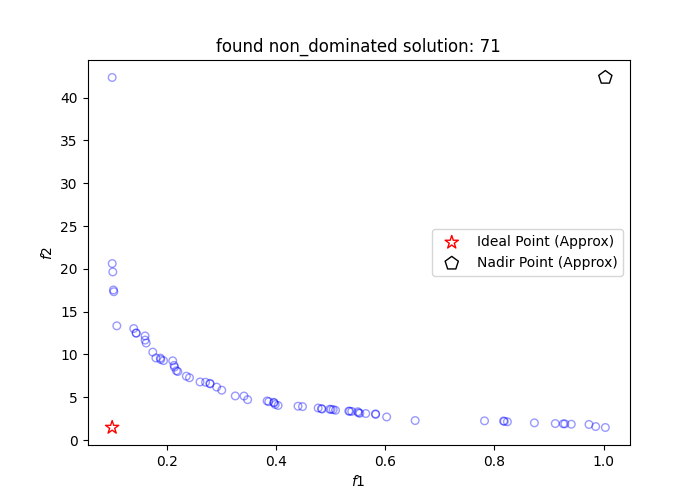 found non_dominated solution: 71
40
35
30
25
20
15
10
5
0
f2
Ideal Point (Approx)
Nadir Point (Approx)
0.2 0.4 0.6 0.8 1.0
f1